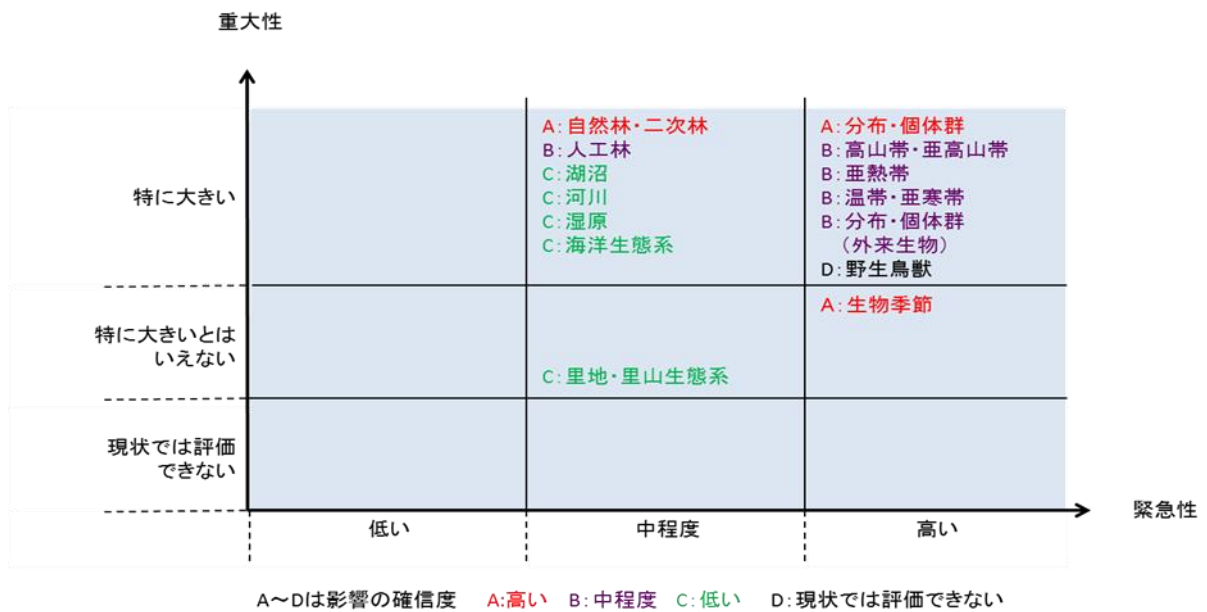 重大性
特に大きい
A:自然林・二次林
B:人工林
C:湖沼
C:河川
C:湿原
C:海洋生態系
A:分布・個体群
B:高山帯・亜高山帯
B:亜熱帯
B:温帯・亜寒帯
B:分布・個体群
(外来生物)
D:野生鳥獣
特に大きいとは
いえない
C:里地・里山生態系
A:生物季節
現状では評価
できない
低い
中程度
高い
緊急性
A~Dは影響の確信度 A:高い B:中程度 C:低い D:現状では評価できない